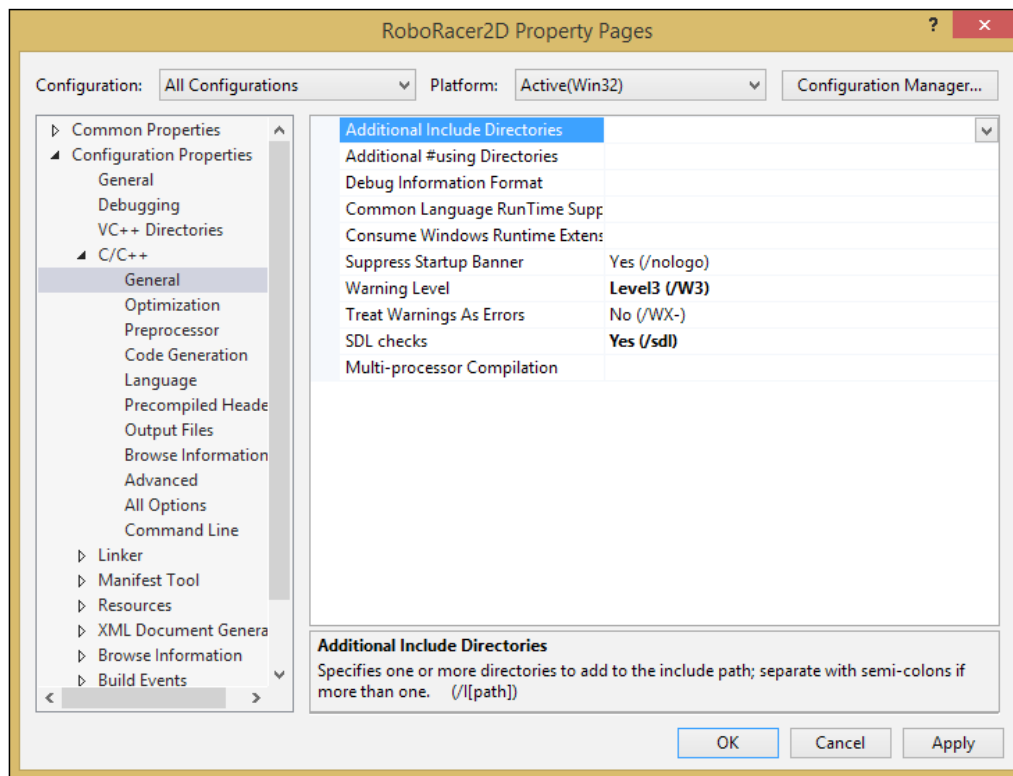 RoboRacer2D Property Pages
?
Configuration: All Configurations Platform: Active(Win32) Configuration Manager...
Common Properties
Configuration Properties
General
Debugging
VC++ Directories
C/C++
General
Optimization
Preprocessor
Code Generation
Language
Precompiled Heade
Output Files
Browse Information
Advanced
All Options
Command Line
Linker
Manifest Tool
Resources
XML Document Genera
Browse Information
Build Events
Additional Include Directories
Additional #using Directories
Debug Information Format
Common Language RunTime Supp
Consume Windows Runtime Extens
Suppress Startup Banner Yes (/nologo)
Warning Level Level3 (/W3)
Treat Warnings As Errors No (/WX-)
SDL checks Yes (/sdl)
Multi-processor Compilation
Additional Include Directories
Specifies one or more directories to add to the include path; separate with semi-colons if
more than one. (/I[path])
OK Cancel Apply